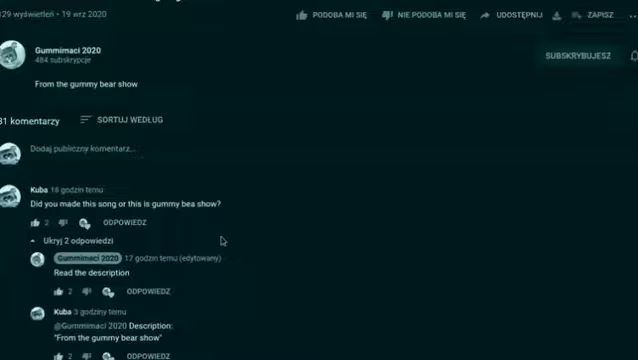 129 wyświetleń • 19 wrz 2020
PODOBA MI SIĘ
NIE PODOBA MI SIĘ
UDOSTĘPNIJ
ZAPISZ
Gummimaci 2020
484 subskrypcje
SUBSKRYBUJESZ
From the gummy bear show
31 komentarzy
SORTUJ WEDŁUG
Dodaj publiczny komentarz...
Kuba 18 godzin temu
Did you made this song or this is gummy bea show?
2
ODPOWIEDZ
Ukryj 2 odpowiedzi
Gummimaci 2020 17 godzin temu (edytowany)
Read the description
2
ODPOWIEDZ
Kuba 3 godziny temu
@Gummimaci 2020 Description:
"From the gummy bear show"
2
ODPOWIEDZ